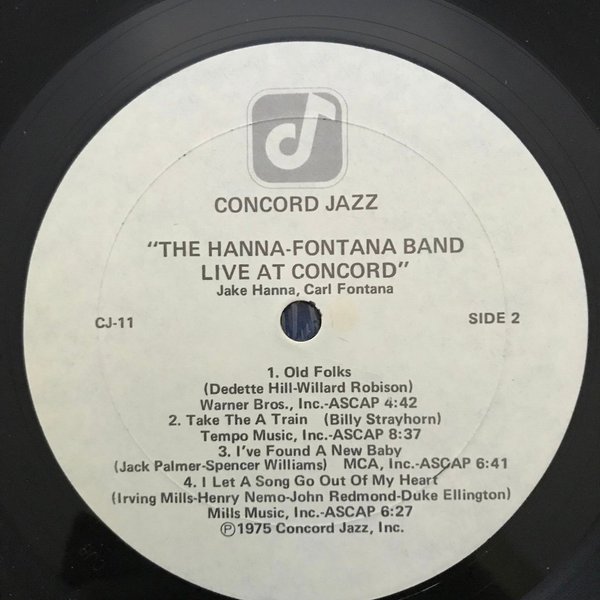 CONCORD JAZZ
"THE HANNA-FONTANA BAND
LIVE AT CONCORD"
Jake Hanna, Carl Fontana
CJ-11 SIDE 2
1. Old Folks
(Dedette Hill-Willard Robison)
Warner Bros., Inc.-ASCAP 4:42
2. Take The A Train (Billy Strayhorn)
Tempo Music, Inc.-ASCAP 8:37
3. I've Found A New Baby
(Jack Palmer-Spencer Williams) MCA, Inc.-ASCAP 6:41
4. I Let A Song Go Out Of My Heart
(Irving Mills-Henry Nemo-John Redmond-Duke Ellington)
Mills Music, Inc.-ASCAP 6:27
℗1975 Concord Jazz, Inc.